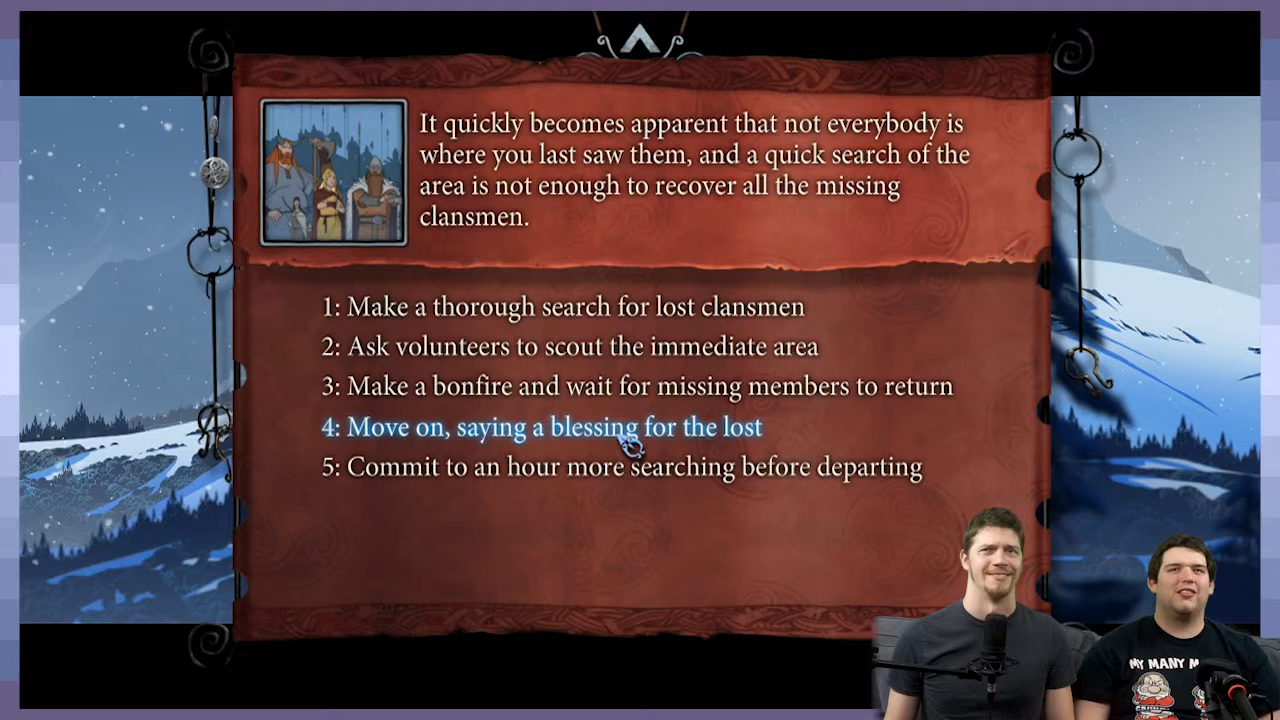 It quickly becomes apparent that not everybody is
where you last saw them, and a quick search of the
area is not enough to recover all the missing
clansmen.
1: Make a thorough search for lost clansmen
2: Ask volunteers to scout the immediate area
3: Make a bonfire and wait for missing members to return
4: Move on, saying a blessing for the lost
5: Commit to an hour more searching before departing
MY MANY